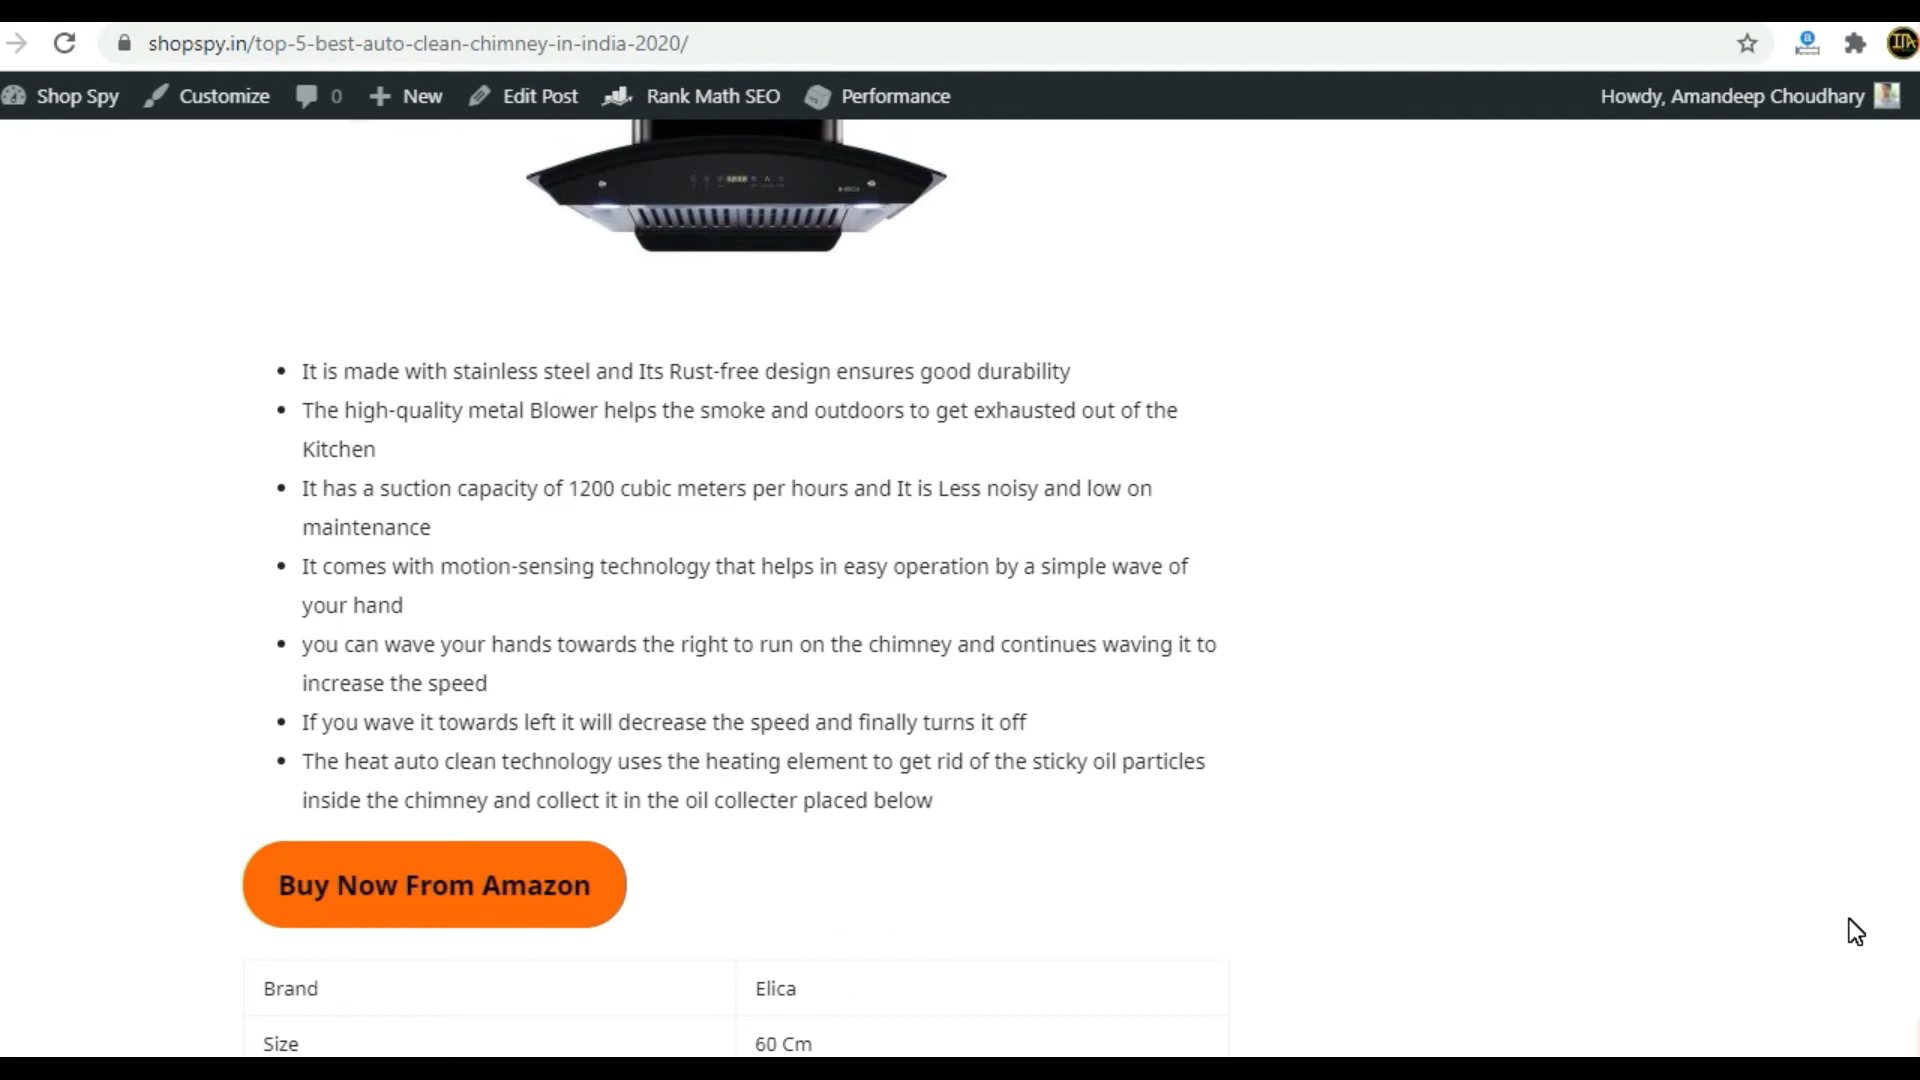 shopspy.in/top-5-best-auto-clean-chimney-in-india-2020/
Shop Spy Customize 0 New Edit Post Rank Math SEO Performance Howdy, Amandeep Choudhary
It is made with stainless steel and Its Rust-free design ensures good durability
The high-quality metal Blower helps the smoke and outdoors to get exhausted out of the
Kitchen
It has a suction capacity of 1200 cubic meters per hours and It is Less noisy and low on
maintenance
It comes with motion-sensing technology that helps in easy operation by a simple wave of
your hand
you can wave your hands towards the right to run on the chimney and continues waving it to
increase the speed
If you wave it towards left it will decrease the speed and finally turns it off
The heat auto clean technology uses the heating element to get rid of the sticky oil particles
inside the chimney and collect it in the oil collecter placed below
Buy Now From Amazon
Brand Elica
Size 60 Cm